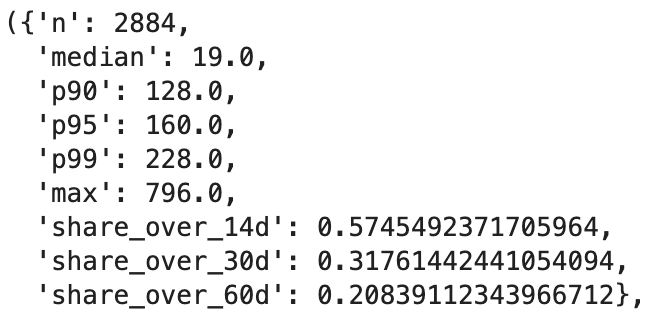 ({'n': 2884,
'median': 19.0,
'p90': 128.0,
'p95': 160.0,
'p99': 228.0,
'max': 796.0,
'share_over_14d': 0.5745492371705964,
'share_over_30d': 0.31761442441054094,
'share_over_60d': 0.20839112343966712},